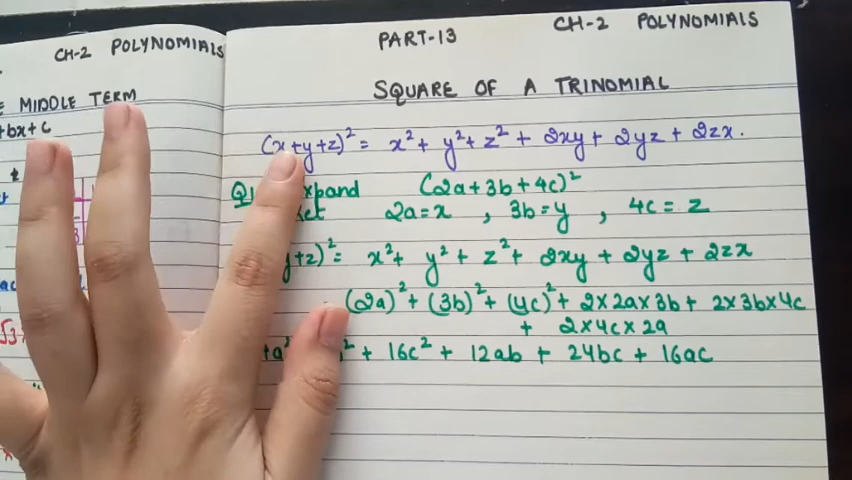 CH-2 POLYNOMIALS
MIDDLE TERM
+bx+c
PART-13
CH-2 POLYNOMIALS
SQUARE OF A TRINOMIAL
(x+y+z)² = x² + y² + z² + 2xy + 2yz + 2zx.
(2a+3b+4c)²
2a=x , 3b=y , 4c = z
y+z)² = x² + y² + z² + 2xy + 2yz + 2zx
(2a)² + (3b)² + (4c)² + 2×2a×3b + 2×3b×4c
+ 2×4c×2a
+ 16c² + 12ab + 24bc + 16ac